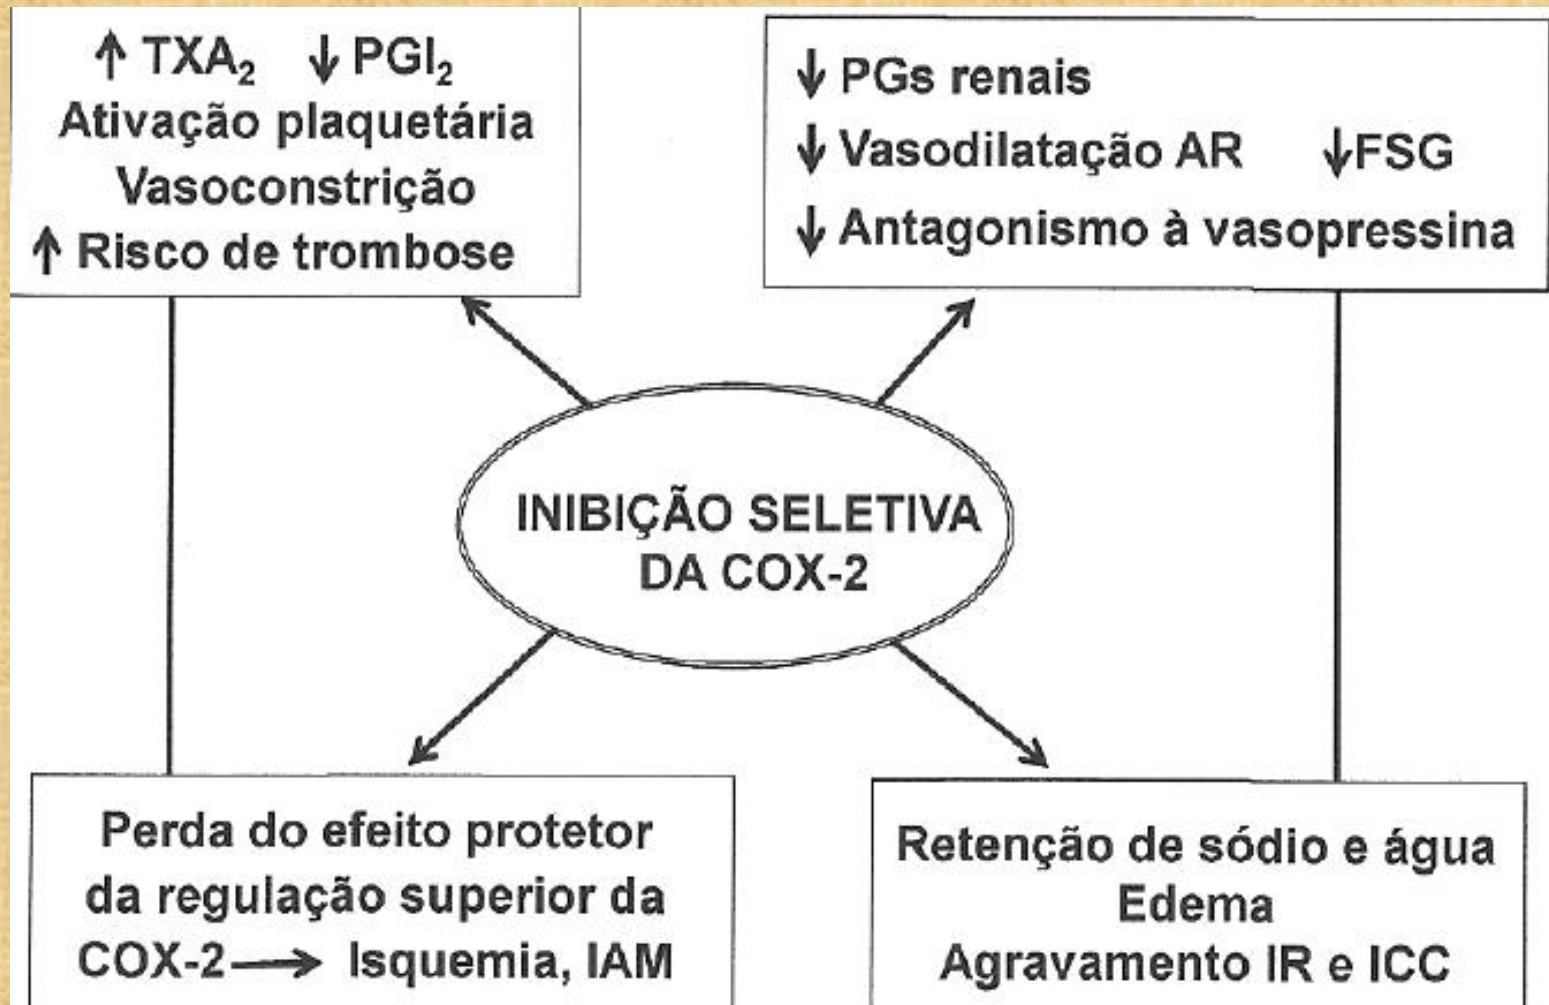 ↑ TXA₂ ↓ PGI₂
Ativação plaquetária
Vasoconstrição
↑ Risco de trombose
↓ PGs renais
↓ Vasodilatação AR ↓FSG
↓ Antagonismo à vasopressina
INIBIÇÃO SELETIVA
DA COX-2
Perda do efeito protetor
da regulação superior da
COX-2 → Isquemia, IAM
Retenção de sódio e água
Edema
Agravamento IR e ICC